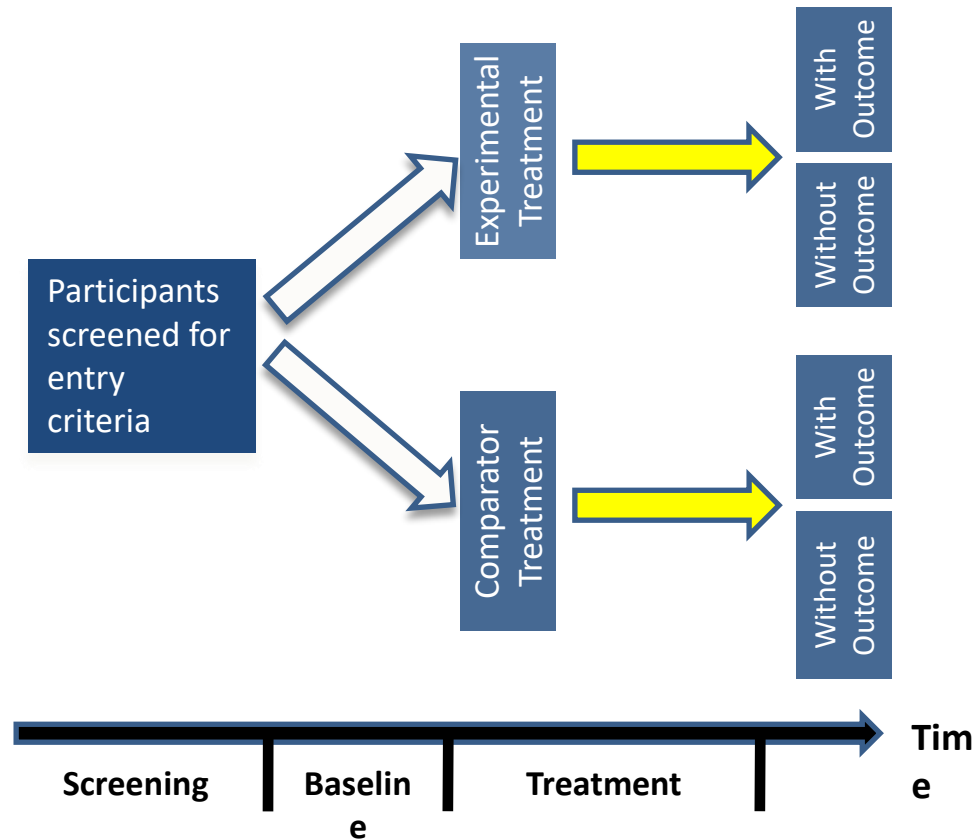 Participants
screened for
entry
criteria
Experimental
Treatment
With
Outcome
Without
Outcome
Comparator
Treatment
With
Outcome
Without
Outcome
Screening
Baselin
e
Treatment
Tim
e